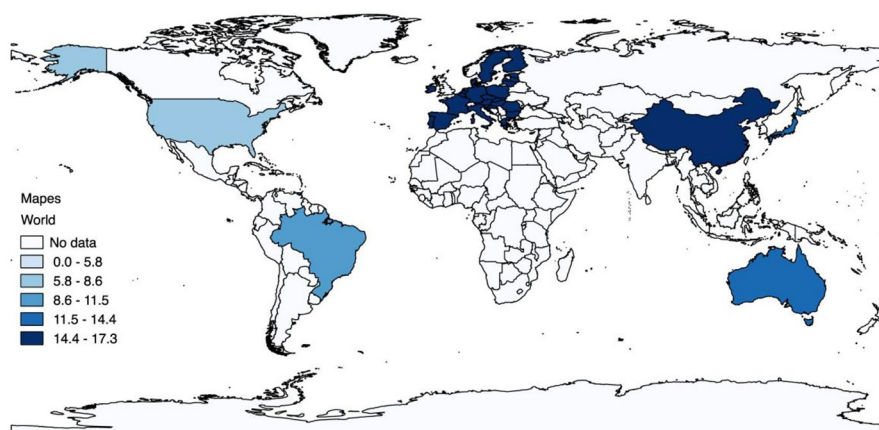 Mapes
World
No data
0.0 - 5.8
5.8 - 8.6
8.6 - 11.5
11.5 - 14.4
14.4 - 17.3